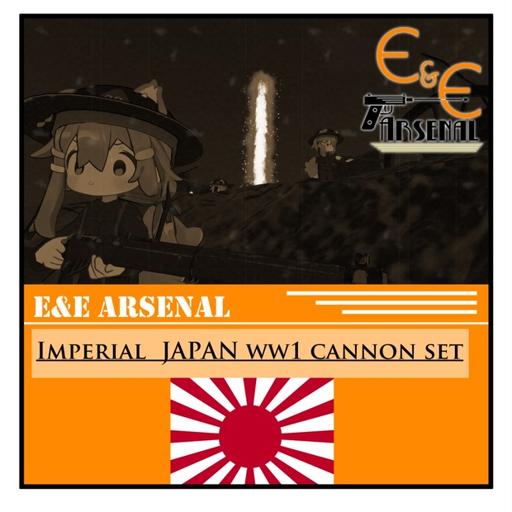 E&E
ARSENAL
E&E ARSENAL
IMPERIAL JAPAN WW1 CANNON SET